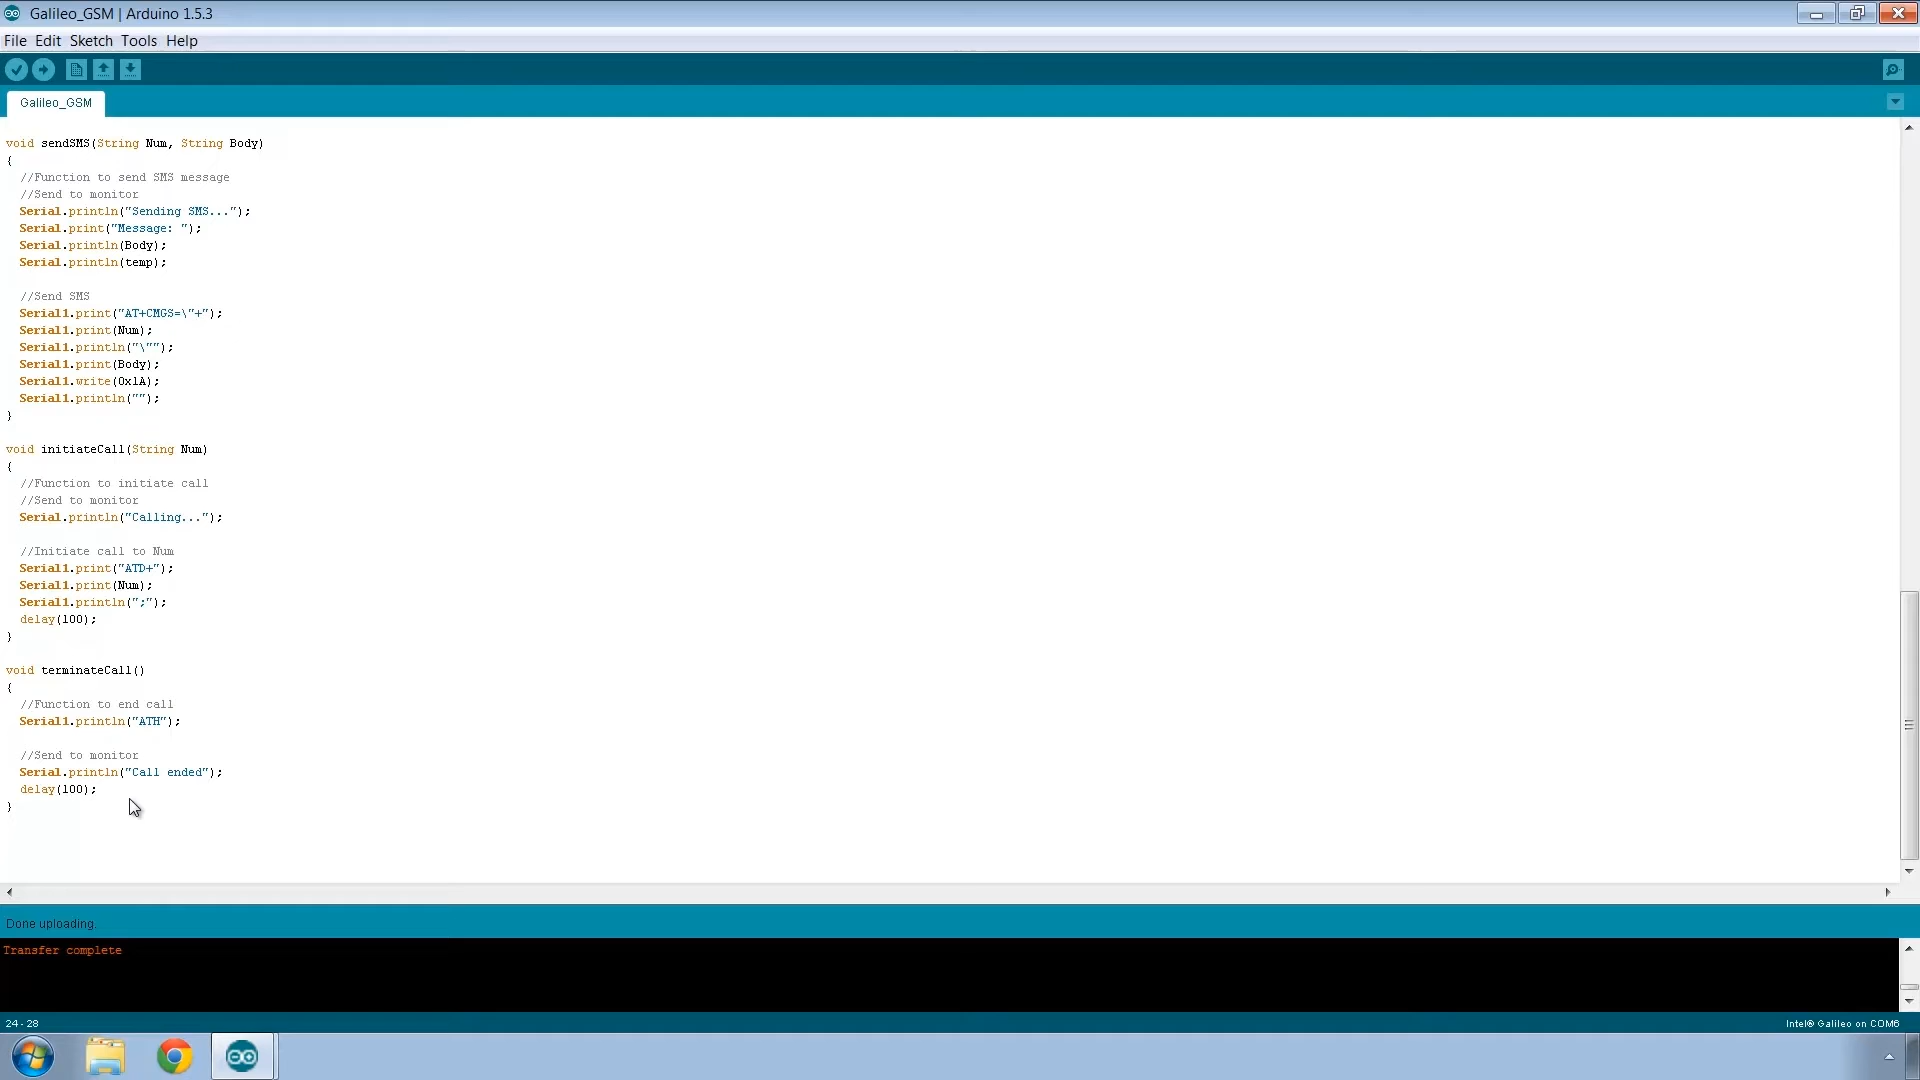 Galileo_GSM | Arduino 1.5.3
File Edit Sketch Tools Help
Galileo_GSM
void sendSMS(String Num, String Body)
{
//Function to send SMS message
//Send to monitor
Serial.println("Sending SMS...");
Serial.print("Message: ");
Serial.println(Body);
Serial.println(temp);
//Send SMS
Serial1.print("AT+CMGS=\"+");
Serial1.print(Num);
Serial1.println("\"");
Serial1.print(Body);
Serial1.write(0x1A);
Serial1.println("");
}
void initiateCall(String Num)
{
//Function to initiate call
//Send to monitor
Serial.println("Calling...");
//Initiate call to Num
Serial1.print("ATD+");
Serial1.print(Num);
Serial1.println(";");
delay(100);
}
void terminateCall()
{
//Function to end call
Serial1.println("ATH");
//Send to monitor
Serial.println("Call ended");
delay(100);
}
Done uploading.
Transfer complete
24 - 28
Intel® Galileo on COM6